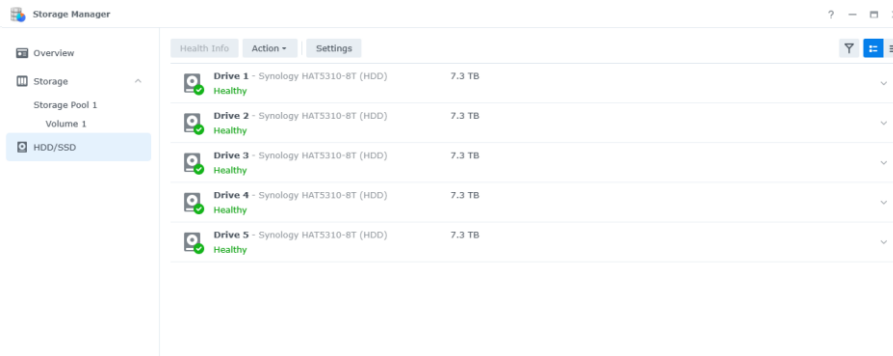 Storage Manager
?
Health Info Action Settings
Overview
Storage
Storage Pool 1
Volume 1
HDD/SSD
Drive 1 - Synology HAT5310-8T (HDD) 7.3 TB
Healthy
Drive 2 - Synology HAT5310-8T (HDD) 7.3 TB
Healthy
Drive 3 - Synology HAT5310-8T (HDD) 7.3 TB
Healthy
Drive 4 - Synology HAT5310-8T (HDD) 7.3 TB
Healthy
Drive 5 - Synology HAT5310-8T (HDD) 7.3 TB
Healthy